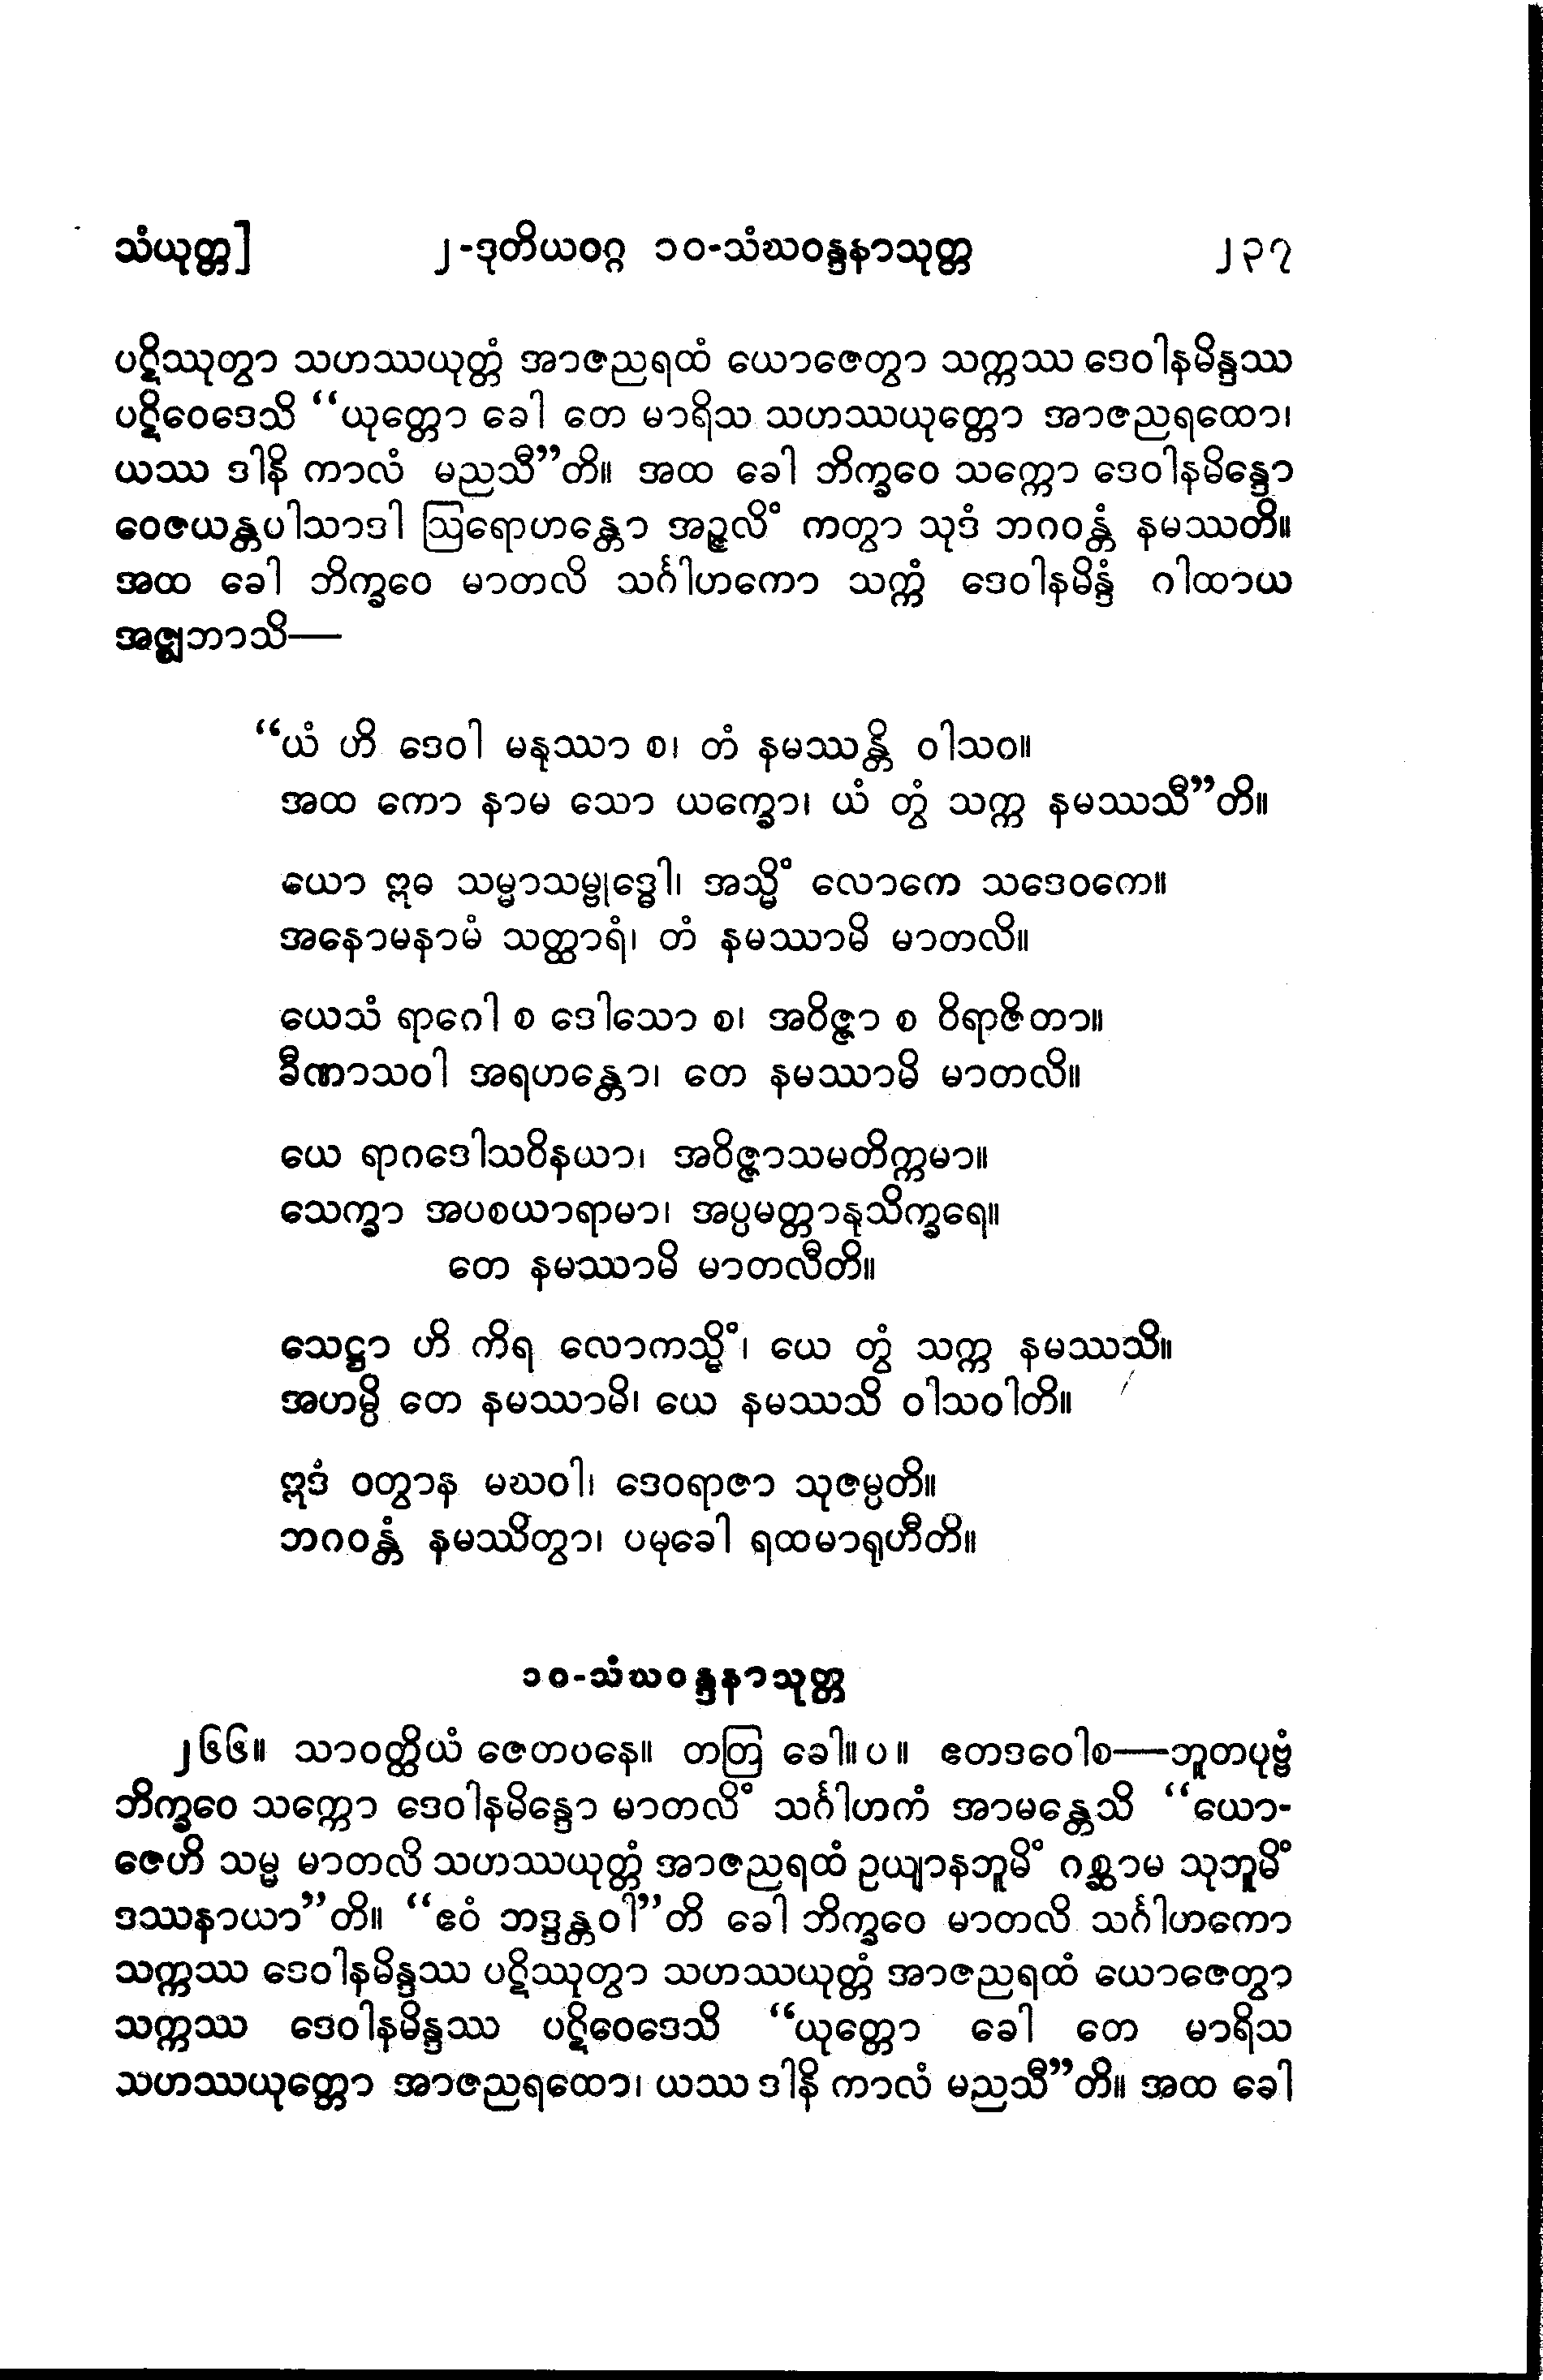 သံယုတ္တ] ၂-ဒုတိယဝဂ္ဂ ၁၀-သံဃဝန္ဒနာသုတ္တ ၂၃၇
ပဋိဿုတွာ သဟဿယုတ္တံ အာဇညရထံ ယောဇေတွာ သက္ကဿ ဒေဝါနမိန္ဒဿ
ပဋိဝေဒေသိ “ယုတ္တော ခေါ တေ မာရိသ သဟဿယုတ္တော အာဇညရထော၊
ယဿ ဒါနိ ကာလံ မညသီ”တိ။ အထ ခေါ ဘိက္ခဝေ သက္ကော ဒေဝါနမိန္ဒော
ဝေဇယန္တပါသာဒါ ဩရောဟန္တော အဉ္ဇလိံ ကတွာ သုဒံ ဘဂဝန္တံ နမဿတိ။
အထ ခေါ ဘိက္ခဝေ မာတလိ သင်္ဂါဟကော သက္ကံ ဒေဝါနမိန္ဒံ ဂါထာယ
အဇ္ဈဘာသိ—
“ယံ ဟိ ဒေဝါ မနုဿာ စ၊ တံ နမဿန္တိ ဝါသဝ။
အထ ကော နာမ သော ယက္ခော၊ ယံ တွံ သက္က နမဿသီ”တိ။
ယော ဣဓ သမ္မာသမ္ဗုဒ္ဓေါ၊ အသ္မိံ လောကေ သဒေဝကေ။
အနောမနာမံ သတ္ထာရံ၊ တံ နမဿာမိ မာတလိ။
ယေသံ ရာဂေါ စ ဒေါသော စ၊ အဝိဇ္ဇာ စ ဝိရာဇိတာ။
ခီဏာသဝါ အရဟန္တော၊ တေ နမဿာမိ မာတလိ။
ယေ ရာဂဒေါသဝိနယာ၊ အဝိဇ္ဇာသမတိက္ကမာ။
သေက္ခာ အပစယာရာမာ၊ အပ္ပမတ္တာနုသိက္ခရေ။
တေ နမဿာမိ မာတလီတိ။
သေဋ္ဌာ ဟိ ကိရ လောကသ္မိံ၊ ယေ တွံ သက္က နမဿသိ။
အဟမ္ပိ တေ နမဿာမိ၊ ယေ နမဿသိ ဝါသဝါတိ။
ဣဒံ ဝတွာန မဃဝါ၊ ဒေဝရာဇာ သုဇမ္ပတိ။
ဘဂဝန္တံ နမဿိတွာ၊ ပမုခေါ ရထမာရုဟီတိ။
၁၀-သံဃဝန္ဒနာသုတ္တ
၂၆၆။ သာဝတ္ထိယံ ဇေတဝနေ။ တတြ ခေါ။ ပ ။ ဧတဒဝေါစ—ဘူတပုဗ္ဗံ
ဘိက္ခဝေ သက္ကော ဒေဝါနမိန္ဒော မာတလိံ သင်္ဂါဟကံ အာမန္တေသိ “ယော-
ဇေဟိ သမ္မ မာတလိ သဟဿယုတ္တံ အာဇညရထံ ဥယျာနဘူမိံ ဂစ္ဆာမ သုဘူမိံ
ဒဿနာယာ”တိ။ “ဧဝံ ဘဒ္ဒန္တဝါ”တိ ခေါ ဘိက္ခဝေ မာတလိ သင်္ဂါဟကော
သက္ကဿ ဒေဝါနမိန္ဒဿ ပဋိဿုတွာ သဟဿယုတ္တံ အာဇညရထံ ယောဇေတွာ
သက္ကဿ ဒေဝါနမိန္ဒဿ ပဋိဝေဒေသိ “ယုတ္တော ခေါ တေ မာရိသ
သဟဿယုတ္တော အာဇညရထော၊ ယဿ ဒါနိ ကာလံ မညသီ”တိ။ အထ ခေါ